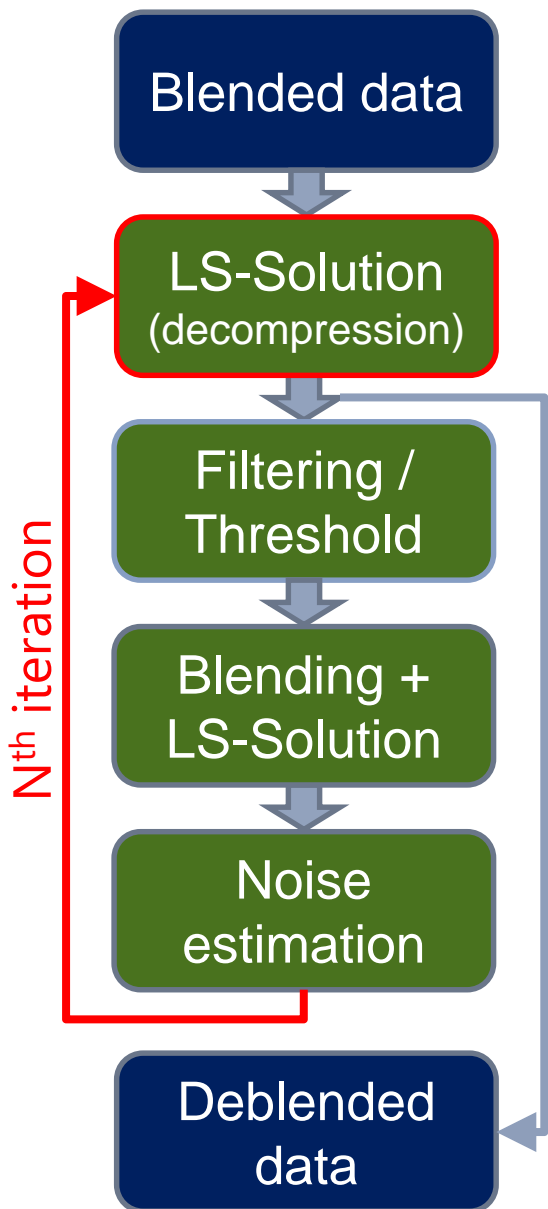 Blended data
LS-Solution
(decompression)
Filtering /
Threshold
Nth iteration
Blending +
LS-Solution
Noise
estimation
Deblended
data